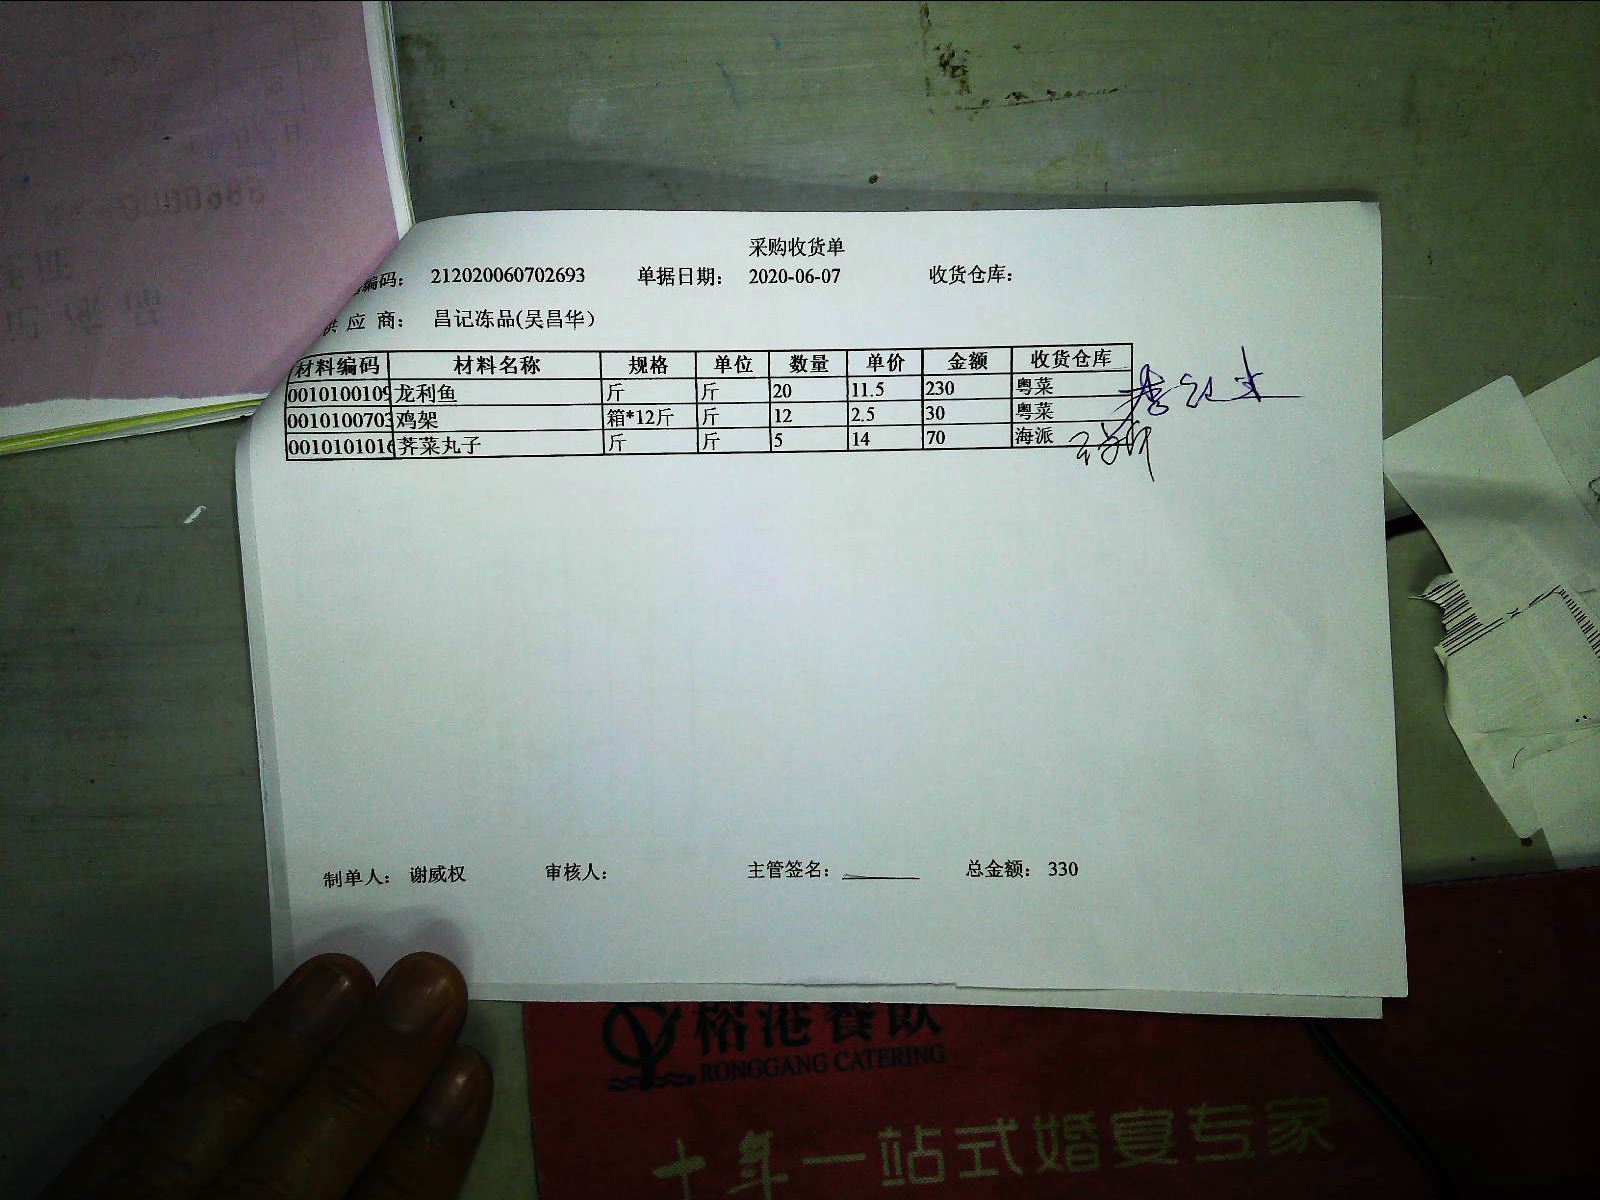 采购收货单
编码： 212020060702693 单据日期： 2020-06-07 收货仓库：
供 应 商： 昌记冻品(吴昌华）
材料编码 材料名称 规格 单位 数量 单价 金额 收货仓库
0010100109 龙利鱼 斤 斤 20 11.5 230 粤菜
0010100703 鸡架 箱*12斤 斤 12 2.5 30 粤菜
0010101016 荠菜丸子 斤 斤 5 14 70 海派
制单人： 谢威权 审核人： 主管签名： 总金额： 330
榕港餐飲
RONGGANG CATERING
十年一站式婚宴专家